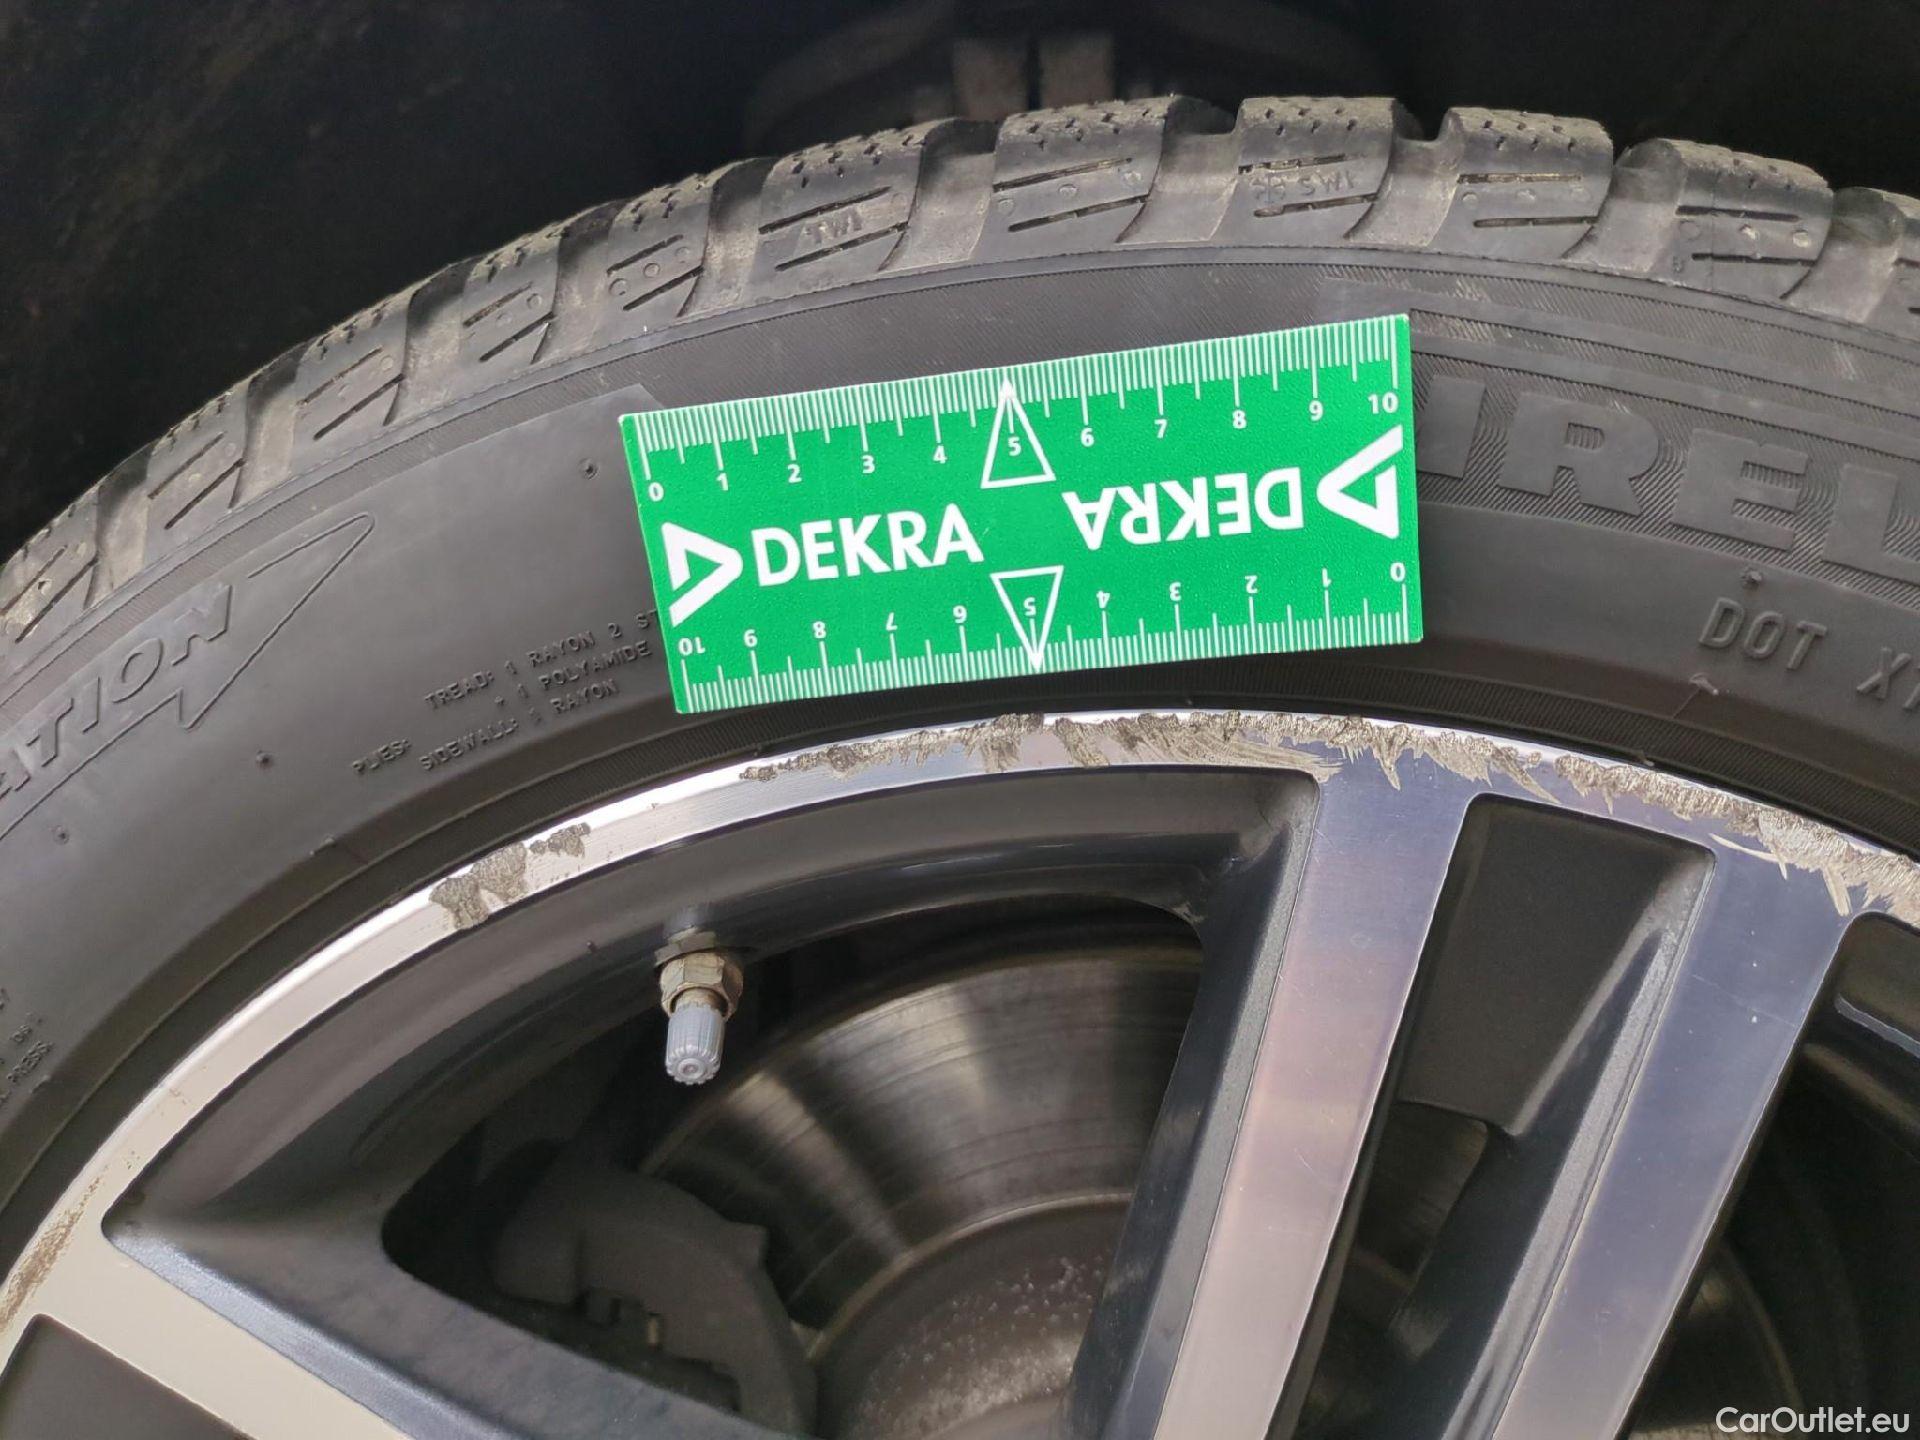 TWI
SWI
0 1 2 3 4 5 6 7 8 9 10
DEKRA DEKRA
10 9 8 7 6 5 4 3 2 1 0
IREL
ATION
TREAD: 1 RAYON 2 ST
+ 1 POLYAMIDE
PLIES:
SIDEWALL: 1 RAYON
DOT
CarOutlet.eu